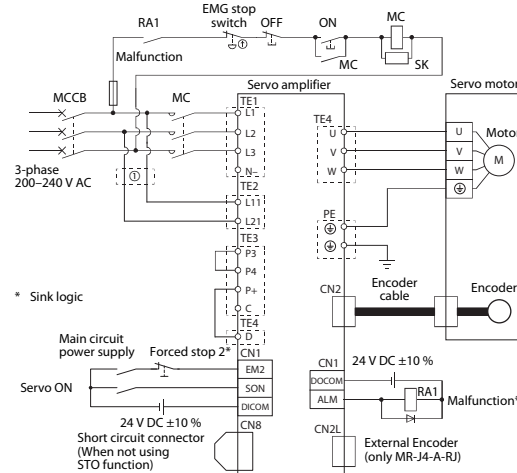 EMG stop
switch
OFF
ON
MC
RA1
Malfunction
MC
SK
Servo amplifier
Servo motor
MCCB
MC
TE1
L1
L2
L3
N−
TE4
U
V
W
U
V
W
Motor
M
3-phase
200–240 V AC
①
①
TE2
L11
L21
PE
TE3
P3
P4
P+
C
TE4
D
* Sink logic
CN2
Encoder
cable
Encoder
Main circuit
power supply
Forced stop 2*
CN1
EM2
SON
DICOM
Servo ON
24 V DC ±10 %
CN8
Short circuit connector
(When not using
STO function)
CN1
24 V DC ±10 %
DOCOM
ALM
RA1
Malfunction*
CN2L
External Encoder
(only MR-J4-A-RJ)